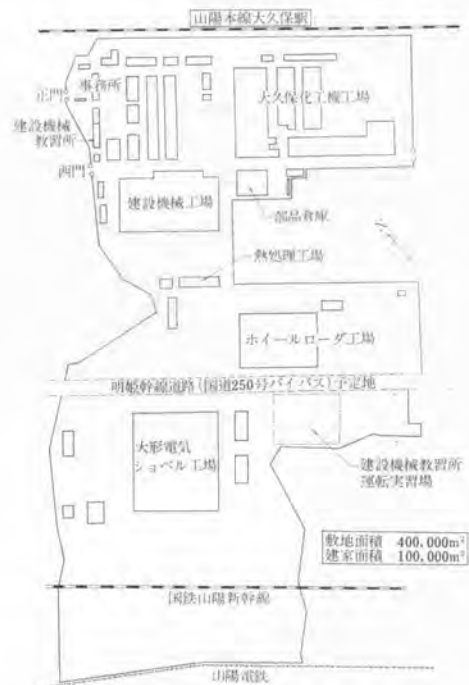 山陽本線大久保駅
事務所
正門
大久保化工機工場
建設機械
教習所
西門
建設機械工場
部品倉庫
熱処理工場
ホイールローダ工場
明姫幹線道路(国道250号バイパス)予定地
大形電気
ショベル工場
建設機械教習所
運転実習場
敷地面積 400,000m²
建家面積 100,000m²
国鉄山陽新幹線
山陽電鉄